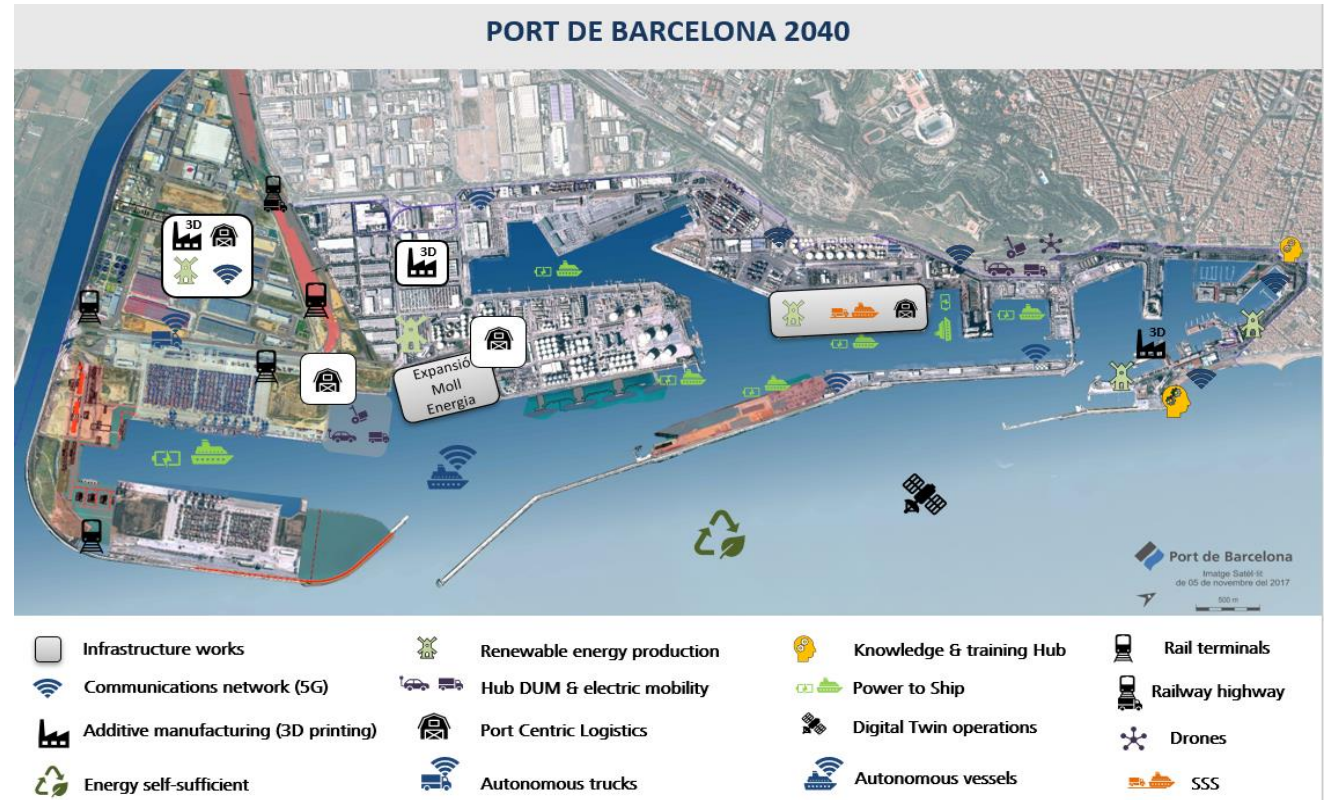 PORT DE BARCELONA 2040
3D
3D
Expansió
Moll
Energia
3D
Port de Barcelona
Imatge Satèl·lit
de 05 de novembre del 2017
500 m
Infrastructure works
Renewable energy production
Knowledge & training Hub
Rail terminals
Communications network (5G)
Hub DUM & electric mobility
Power to Ship
Railway highway
Additive manufacturing (3D printing)
Port Centric Logistics
Digital Twin operations
Drones
Energy self-sufficient
Autonomous trucks
Autonomous vessels
SSS